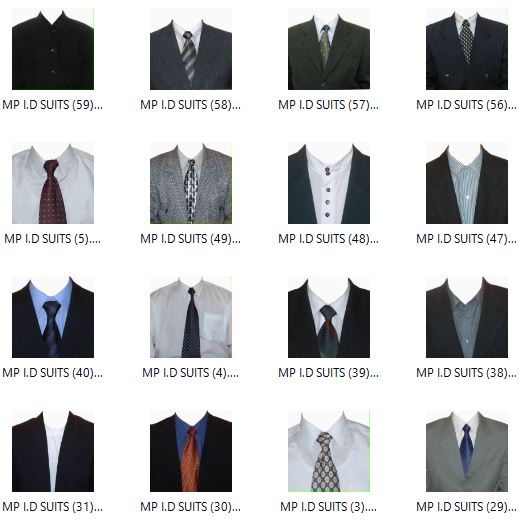 MP I.D SUITS (59)...
MP I.D SUITS (58)...
MP I.D SUITS (57)...
MP I.D SUITS (56)...
MP I.D SUITS (5)....
MP I.D SUITS (49)...
MP I.D SUITS (48)...
MP I.D SUITS (47)...
MP I.D SUITS (40)...
MP I.D SUITS (4)....
MP I.D SUITS (39)...
MP I.D SUITS (38)...
MP I.D SUITS (31)...
MP I.D SUITS (30)...
MP I.D SUITS (3)....
MP I.D SUITS (29)...